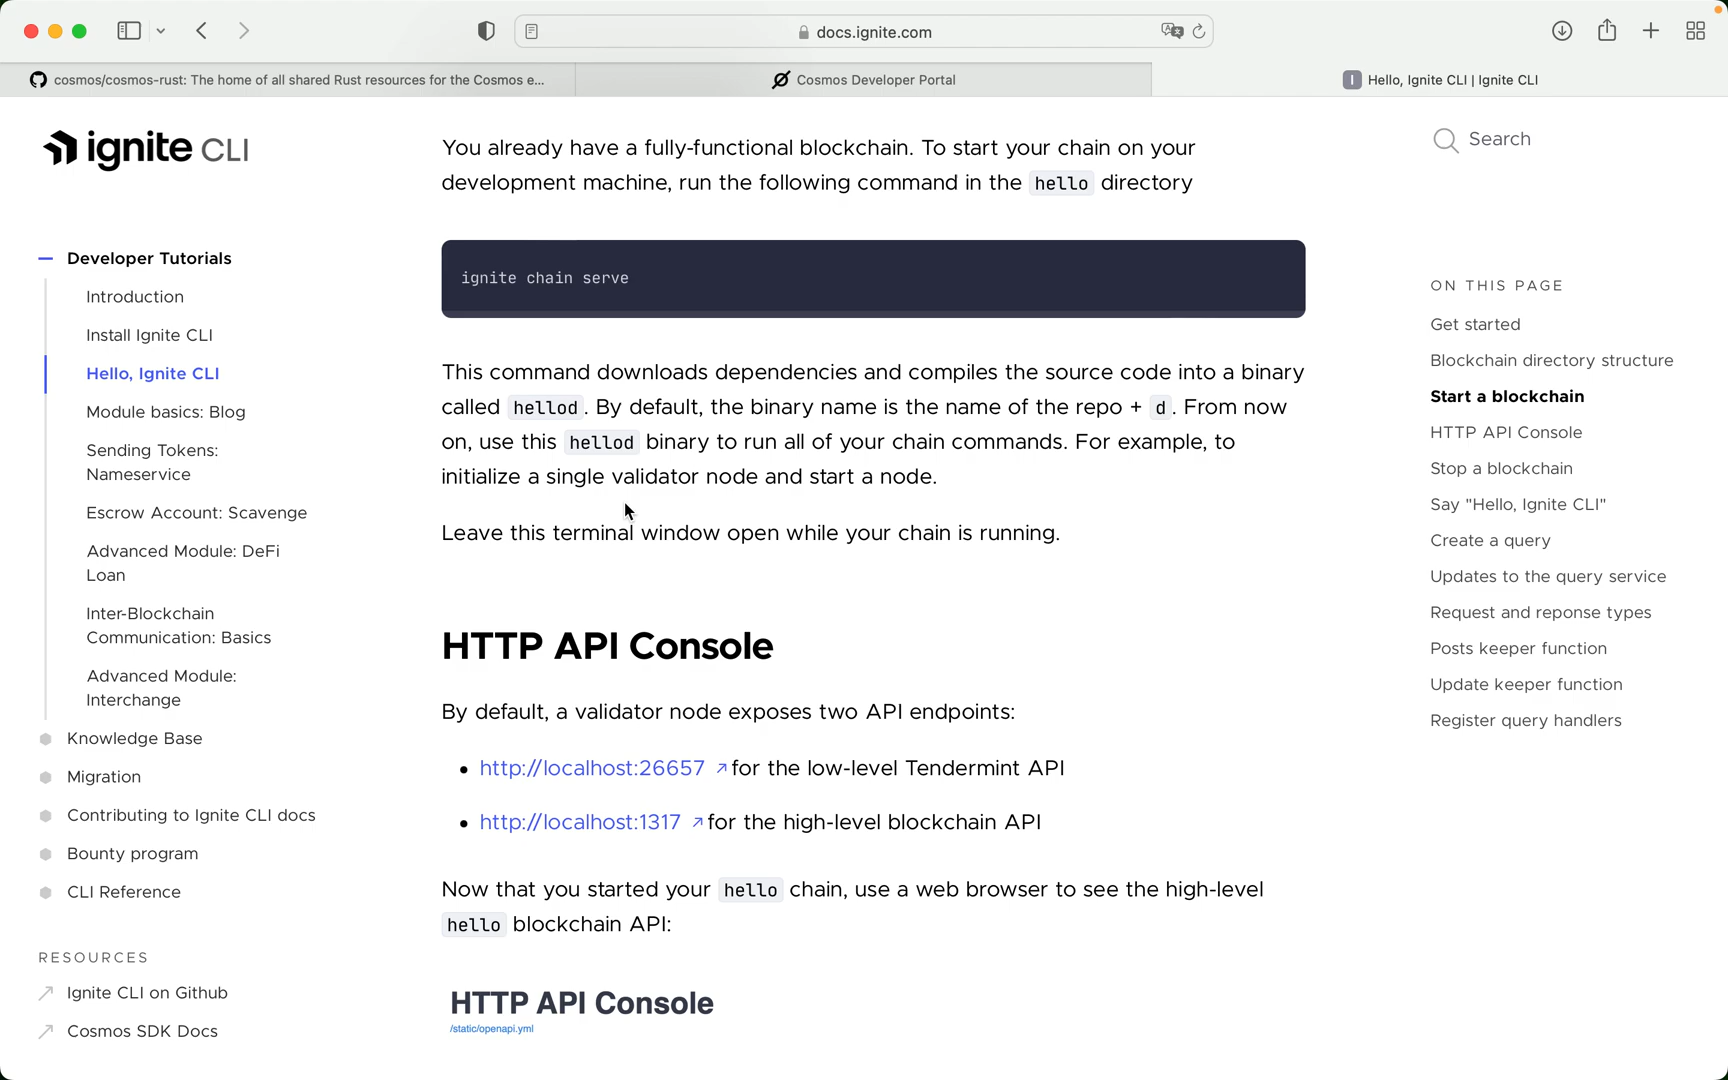 docs.ignite.com
cosmos/cosmos-rust: The home of all shared Rust resources for the Cosmos e...
Cosmos Developer Portal
I
Hello, Ignite CLI | Ignite CLI
ignite CLI
Developer Tutorials
Introduction
Install Ignite CLI
Hello, Ignite CLI
Module basics: Blog
Sending Tokens:
Nameservice
Escrow Account: Scavenge
Advanced Module: DeFi
Loan
Inter-Blockchain
Communication: Basics
Advanced Module:
Interchange
Knowledge Base
Migration
Contributing to Ignite CLI docs
Bounty program
CLI Reference
RESOURCES
Ignite CLI on Github
Cosmos SDK Docs
You already have a fully-functional blockchain. To start your chain on your
development machine, run the following command in the hello directory
ignite chain serve
This command downloads dependencies and compiles the source code into a binary
called hellod. By default, the binary name is the name of the repo + d. From now
on, use this hellod binary to run all of your chain commands. For example, to
initialize a single validator node and start a node.
Leave this terminal window open while your chain is running.
HTTP API Console
By default, a validator node exposes two API endpoints:
http://localhost:26657 for the low-level Tendermint API
http://localhost:1317 for the high-level blockchain API
Now that you started your hello chain, use a web browser to see the high-level
hello blockchain API:
HTTP API Console
/static/openapi.yml
Search
ON THIS PAGE
Get started
Blockchain directory structure
Start a blockchain
HTTP API Console
Stop a blockchain
Say "Hello, Ignite CLI"
Create a query
Updates to the query service
Request and reponse types
Posts keeper function
Update keeper function
Register query handlers